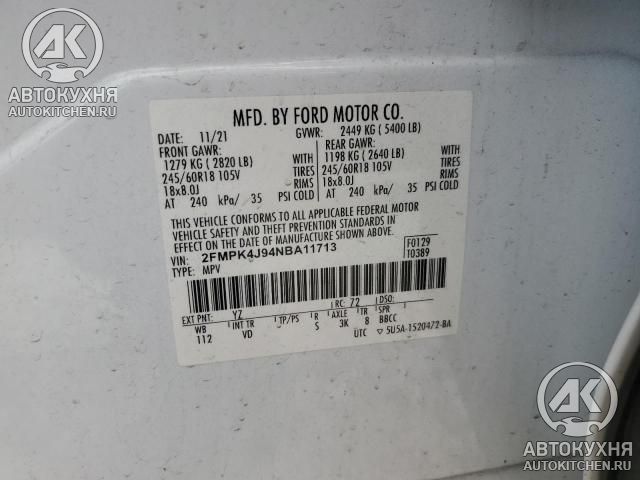 АК
АВТОКУХНЯ
AUTOKITCHEN.RU
MFD. BY FORD MOTOR CO.
DATE: 11/21 GVWR: 2449 KG ( 5400 LB)
FRONT GAWR: REAR GAWR:
1279 KG ( 2820 LB) WITH 1198 KG ( 2640 LB) WITH
245/60R18 105V TIRES 245/60R18 105V TIRES
18x8.0J RIMS 18x8.0J RIMS
AT 240 kPa/ 35 PSI COLD AT 240 kPa/ 35 PSI COLD
THIS VEHICLE CONFORMS TO ALL APPLICABLE FEDERAL MOTOR
VEHICLE SAFETY AND THEFT PREVENTION STANDARDS IN
EFFECT ON THE DATE OF MANUFACTURE SHOWN ABOVE.
VIN: 2FMPK4J94NBA11713 F0129
TYPE: MPV T0389
EXT PNT: YZ RC: 72
WB INT TR TP/PS R AXLE TR SPR
112 VD S 3K 8 BBCC
UTC ▽ 5U5A-1520472-BA
АК
АВТОКУХНЯ
AUTOKITCHEN.RU